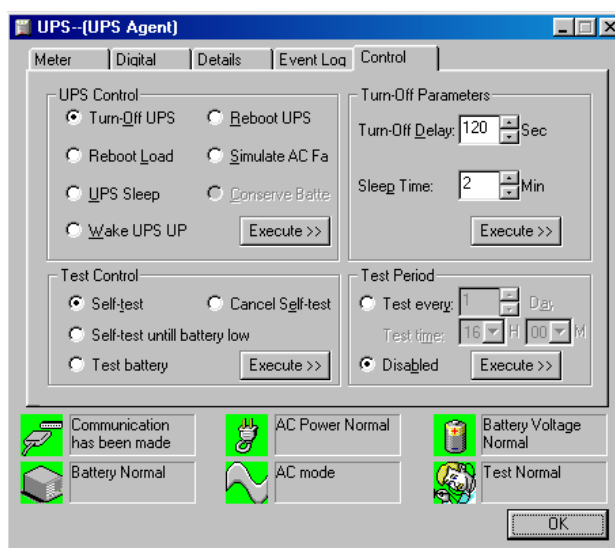 UPS--(UPS Agent)
Meter Digital Details Event Log Control
UPS Control
Turn-Off UPS Reboot UPS
Reboot Load Simulate AC Fa
UPS Sleep Conserve Batte
Wake UPS UP Execute >>
Turn-Off Parameters
Turn-Off Delay: 120 Sec
Sleep Time: 2 Min
Execute >>
Test Control
Self-test Cancel Self-test
Self-test untill battery low
Test battery Execute >>
Test Period
Test every: 1 Day
Test time: 16 H 00 M
Disabled Execute >>
Communication
has been made
AC Power Normal
Battery Voltage
Normal
Battery Normal
AC mode
Test Normal
OK